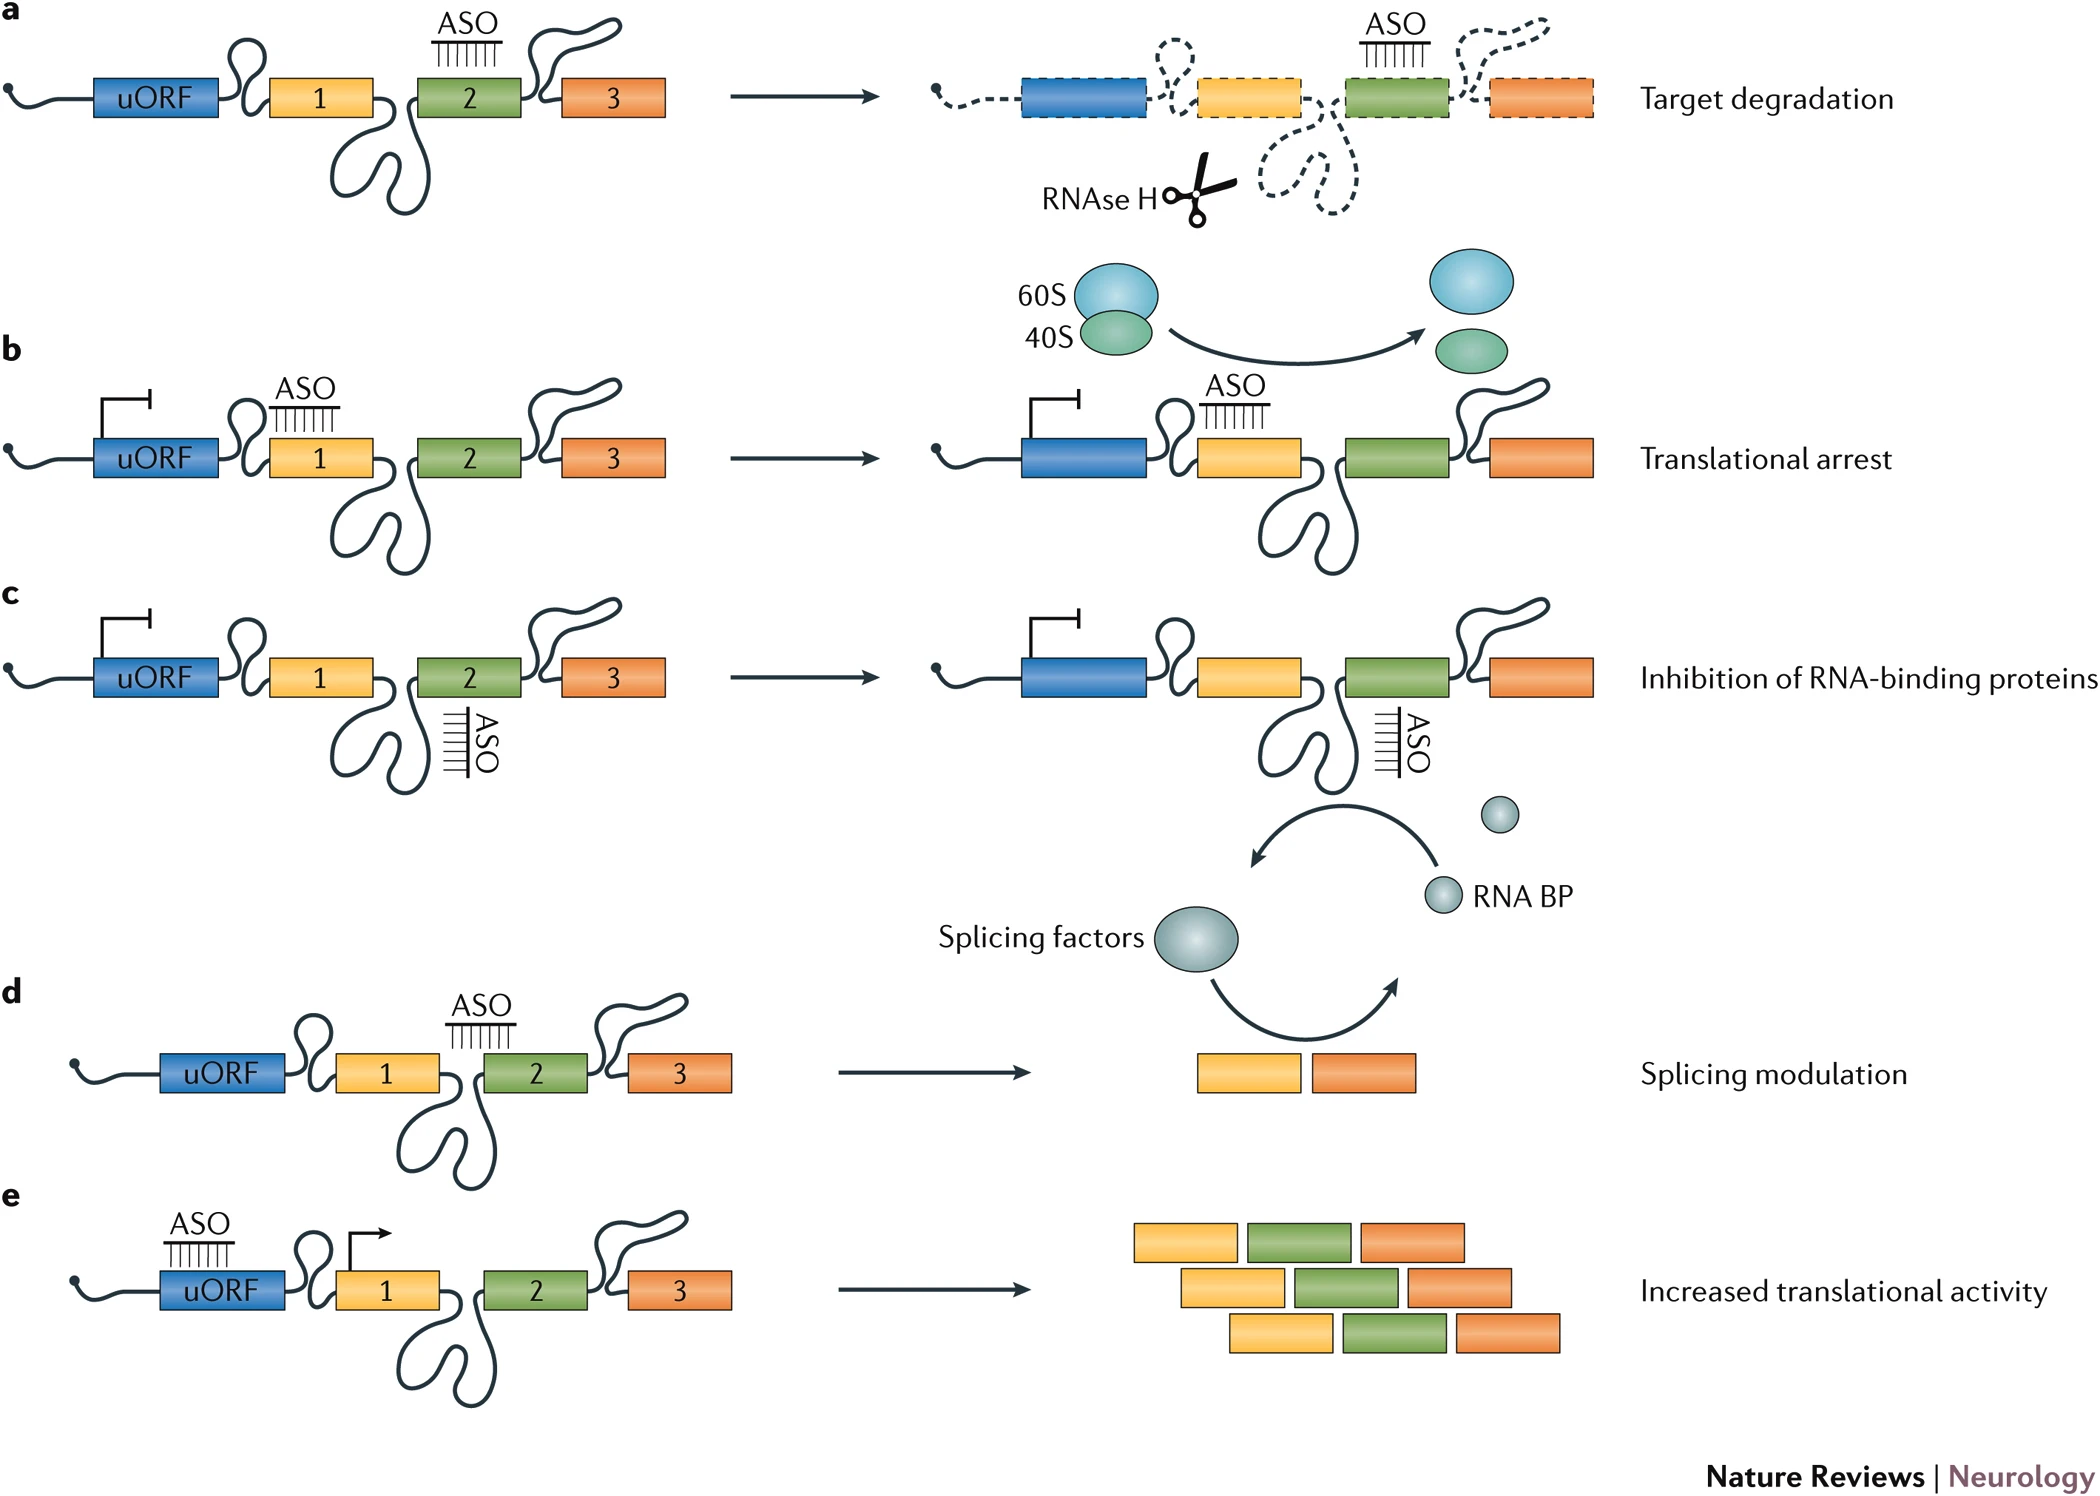 a
ASO
ASO
uORF 1 2 3
Target degradation
RNAse H
60S
40S
b
ASO
ASO
uORF 1 2 3
Translational arrest
c
uORF 1 2 3
Inhibition of RNA-binding proteins
ASO
ASO
RNA BP
Splicing factors
d
ASO
uORF 1 2 3
Splicing modulation
e
ASO
uORF 1 2 3
Increased translational activity
Nature Reviews | Neurology